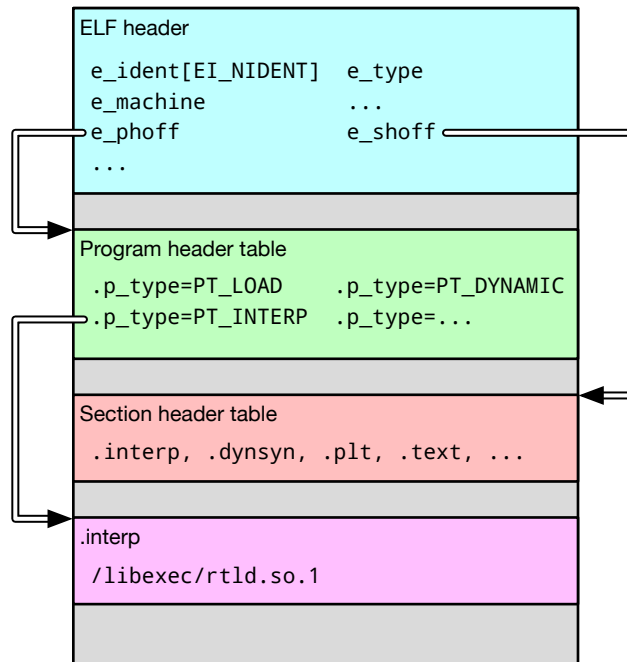 ELF header
e_ident[EI_NIDENT] e_type
e_machine ...
e_phoff e_shoff
...
Program header table
.p_type=PT_LOAD .p_type=PT_DYNAMIC
.p_type=PT_INTERP .p_type=...
Section header table
.interp, .dynsyn, .plt, .text, ...
.interp
/libexec/rtld.so.1